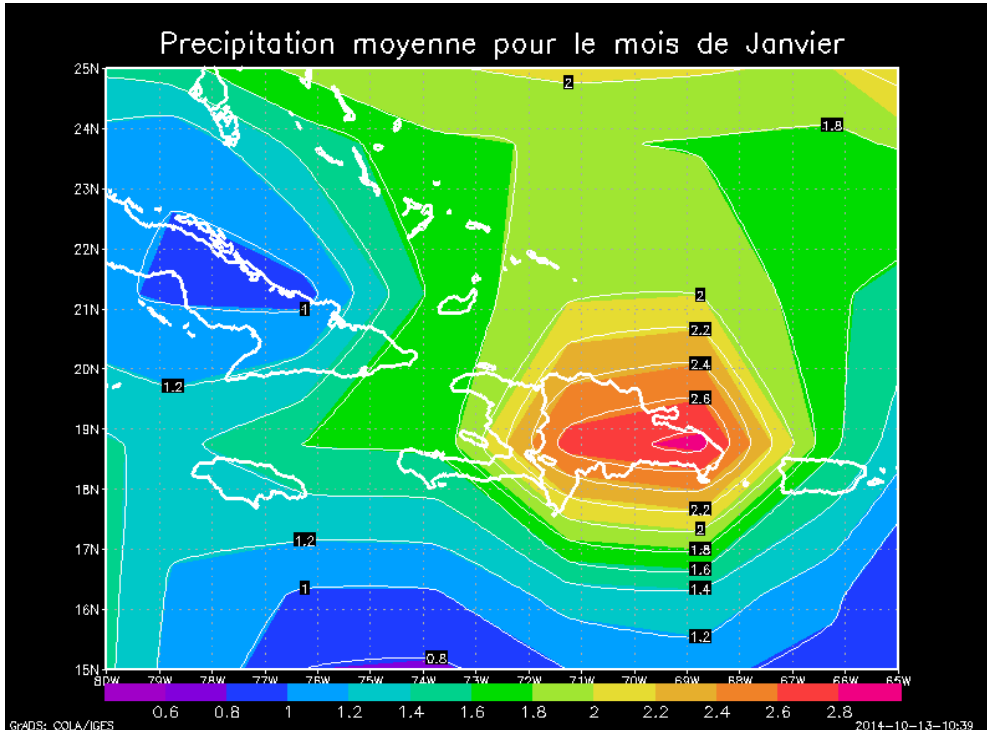 Precipitation moyenne pour le mois de Janvier
25N
24N
23N
22N
21N
20N
19N
18N
17N
16N
15N
2
1.8
1
1.2
2
2.2
2.4
2.6
2.2
2
1.8
1.6
1.4
1.2
1.2
1
0.8
80W 79W 78W 77W 76W 75W 74W 73W 72W 71W 70W 69W 68W 67W 66W 65W
0.6 0.8 1 1.2 1.4 1.6 1.8 2 2.2 2.4 2.6 2.8
GrADS: COLA/IGES
2014-10-13-10:39